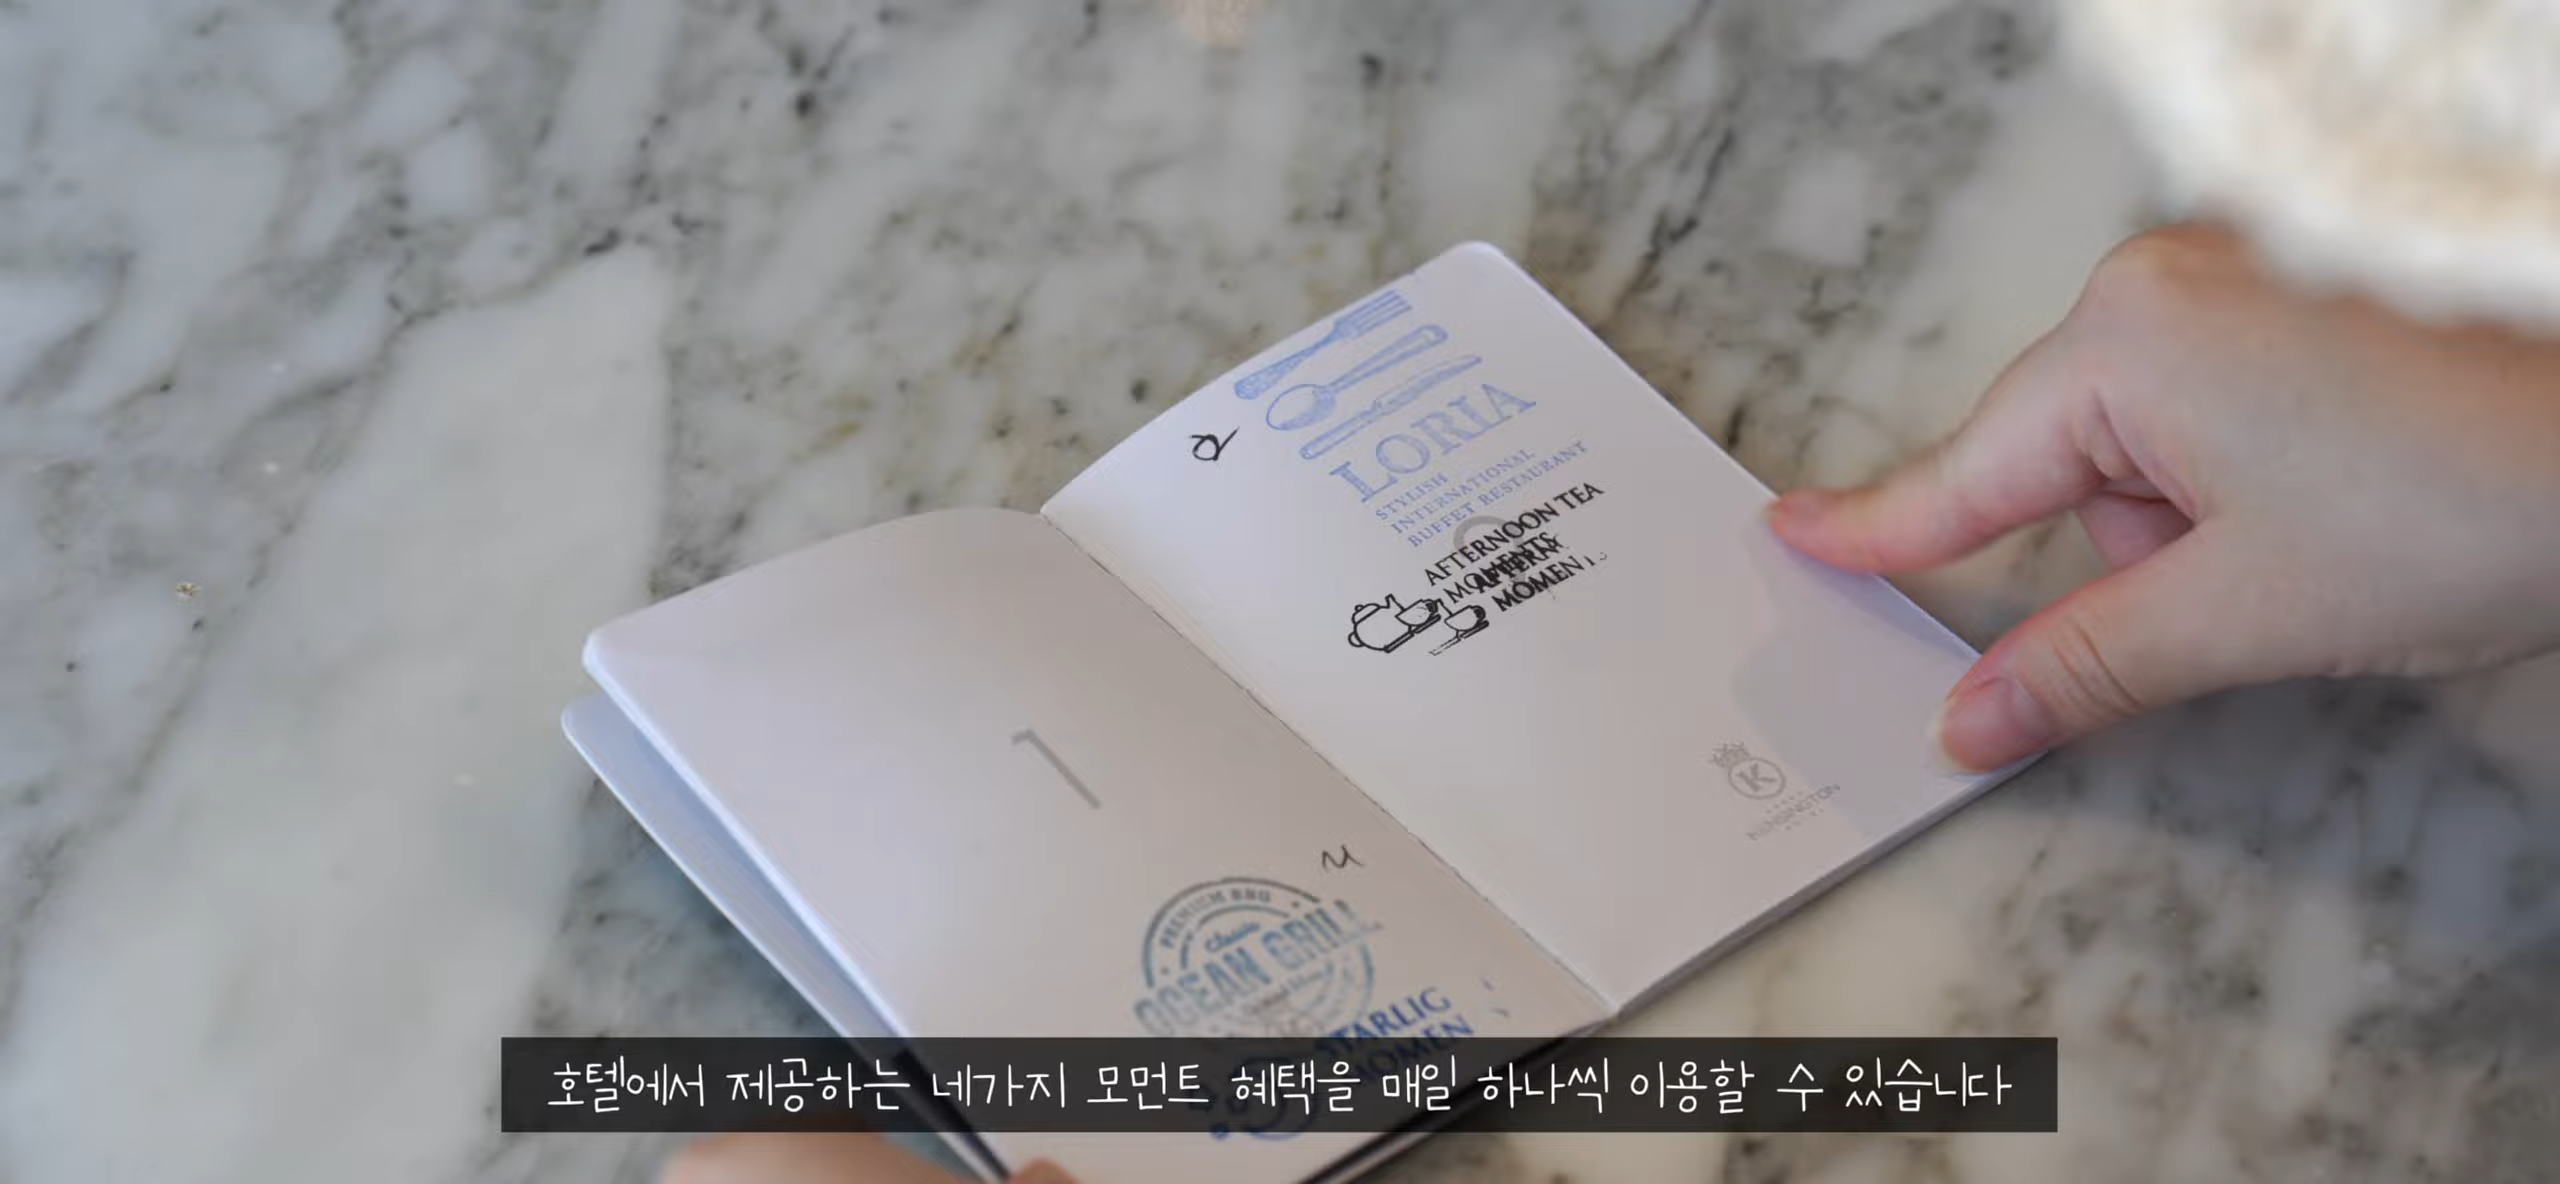 LORIA
STYLISH
INTERNATIONAL
BUFFET RESTAURANT
AFTERNOON TEA
MOMENTS
MOMENTS
K
KENSINGTON
1
PREMIUM BBQ
Classic
OCEAN GRILL
STARLIG
MOMEN
호텔에서 제공하는 네가지 모먼트 혜택을 매일 하나씩 이용할 수 있습니다